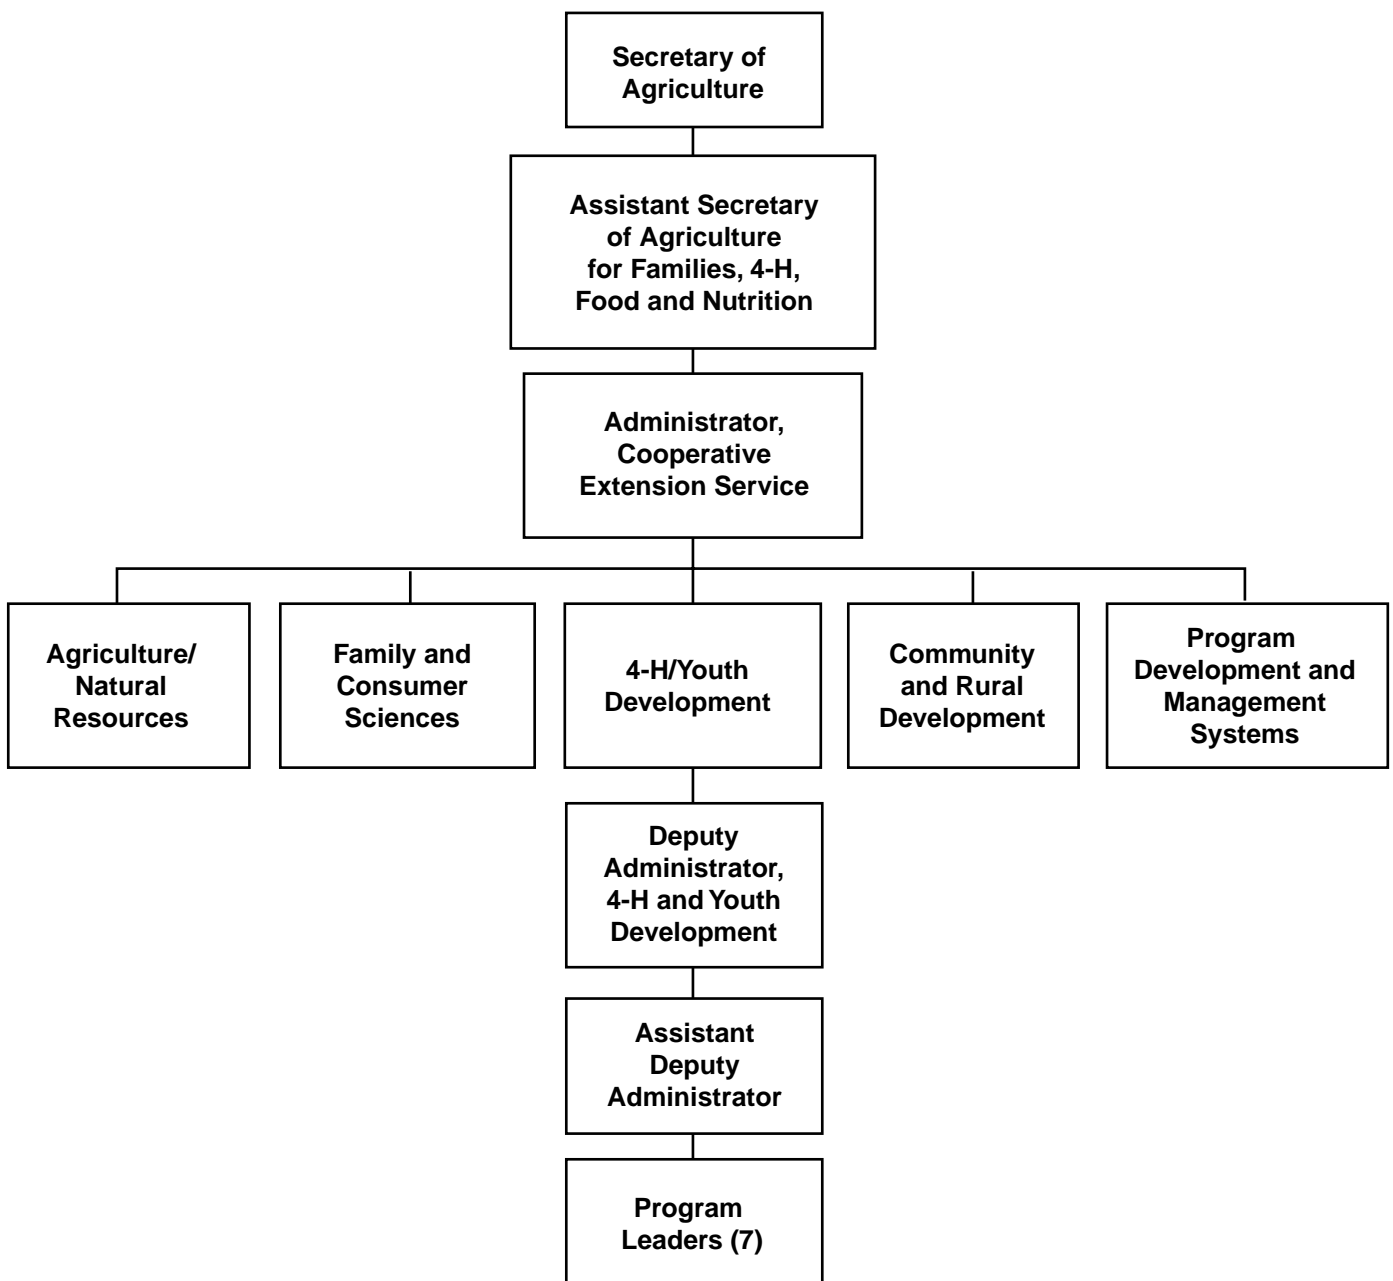 Secretary of
Agriculture
Assistant Secretary
of Agriculture
for Families, 4-H,
Food and Nutrition
Administrator,
Cooperative
Extension Service
Agriculture/
Natural
Resources
Family and
Consumer
Sciences
4-H/Youth
Development
Community
and Rural
Development
Program
Development and
Management
Systems
Deputy
Administrator,
4-H and Youth
Development
Assistant
Deputy
Administrator
Program
Leaders (7)